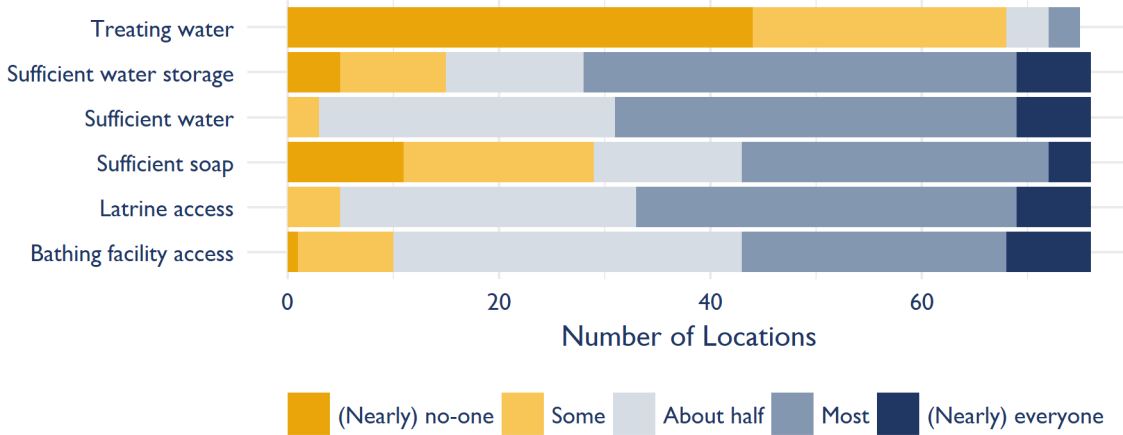 Treating water
Sufficient water storage
Sufficient water
Sufficient soap
Latrine access
Bathing facility access
0 20 40 60
Number of Locations
(Nearly) no-one Some About half Most (Nearly) everyone